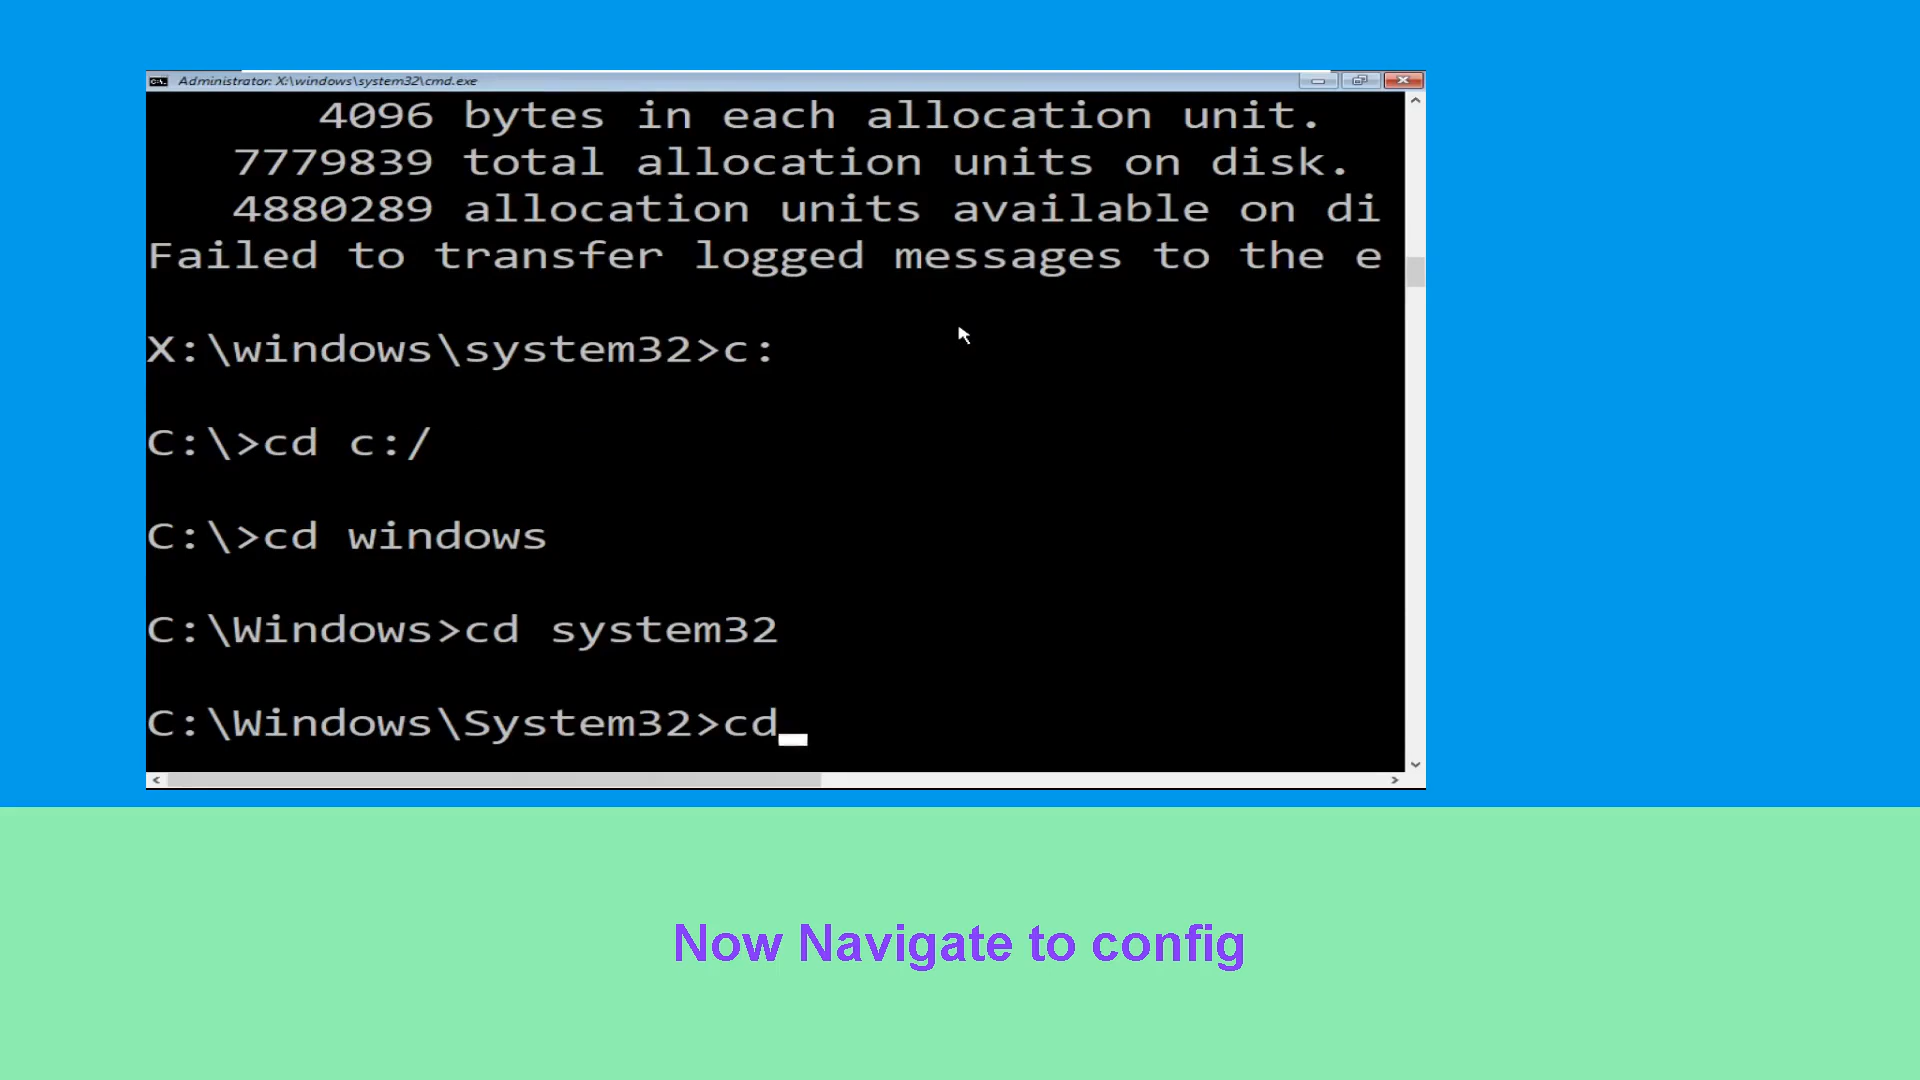 Administrator: X:\windows\system32\cmd.exe
4096 bytes in each allocation unit.
7779839 total allocation units on disk.
4880289 allocation units available on di
Failed to transfer logged messages to the e
X:\windows\system32>c:
C:\>cd c:/
C:\>cd windows
C:\Windows>cd system32
C:\Windows\System32>cd
Now Navigate to config